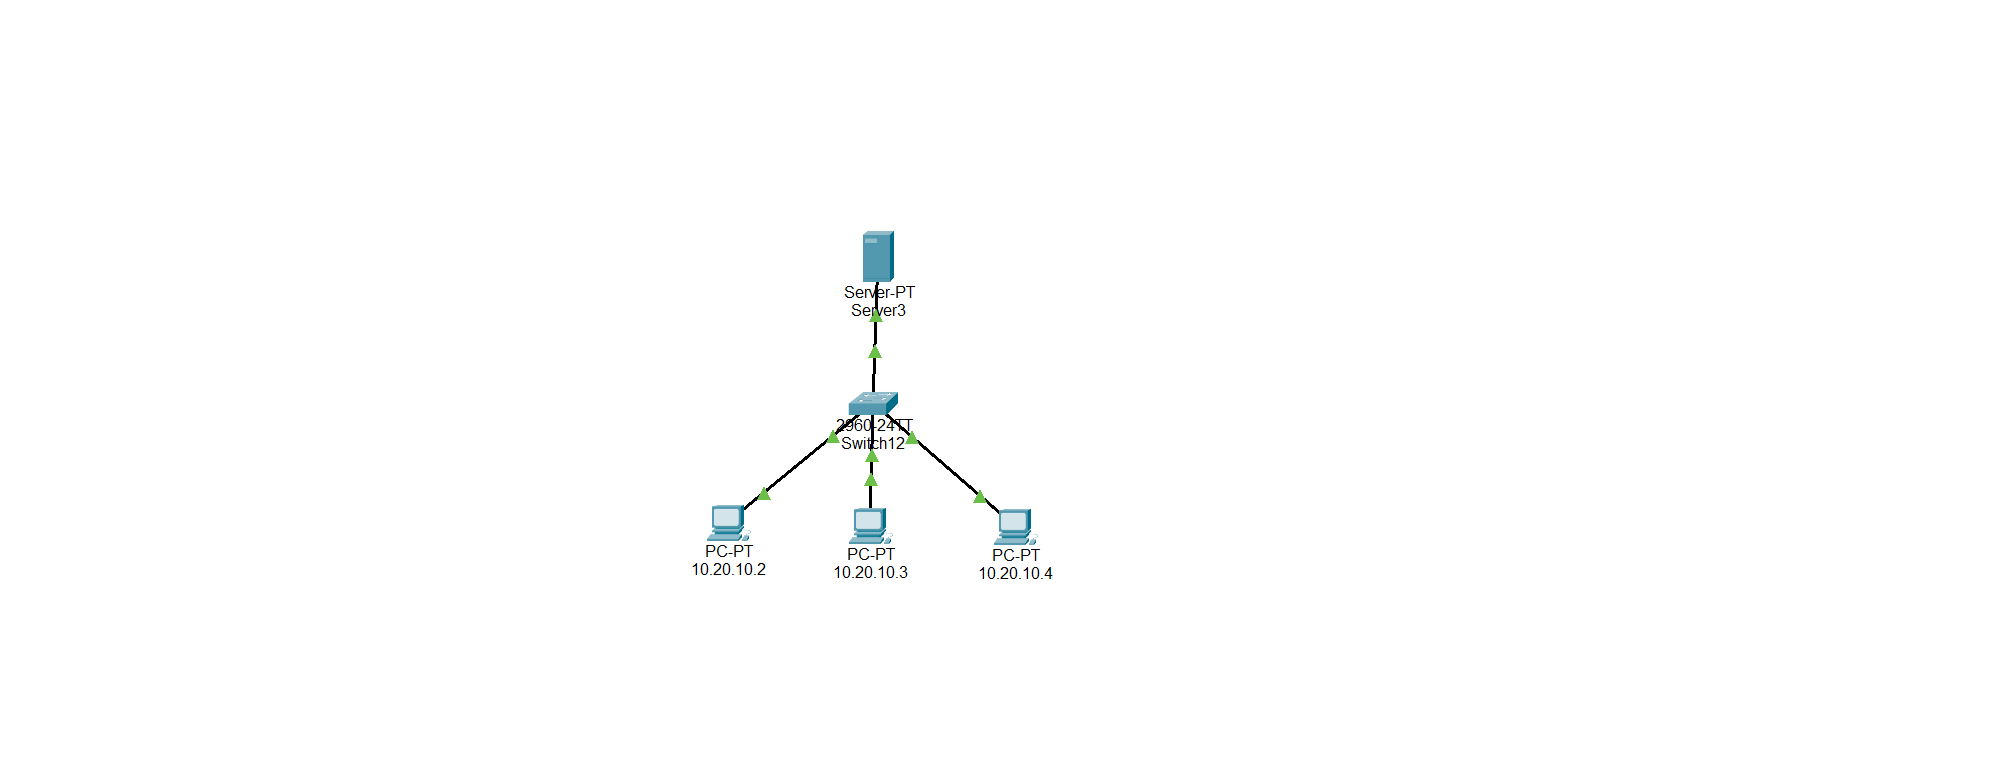 Server-PT
Server3
2960-24TT
Switch12
PC-PT
10.20.10.2
PC-PT
10.20.10.3
PC-PT
10.20.10.4